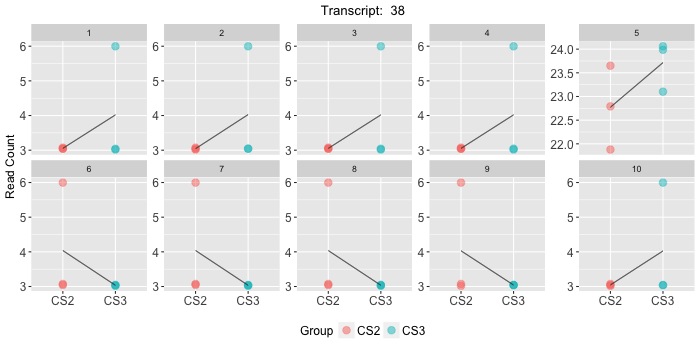 Transcript: 38
1 2 3 4 5
6 6 6 6 24.0
5 5 5 5 23.5
23.0
4 4 4 4 22.5
3 3 3 3 22.0
Read Count
6 7 8 9 10
6 6 6 6 6
5 5 5 5 5
4 4 4 4 4
3 3 3 3 3
CS2 CS3 CS2 CS3 CS2 CS3 CS2 CS3 CS2 CS3
Group CS2 CS3